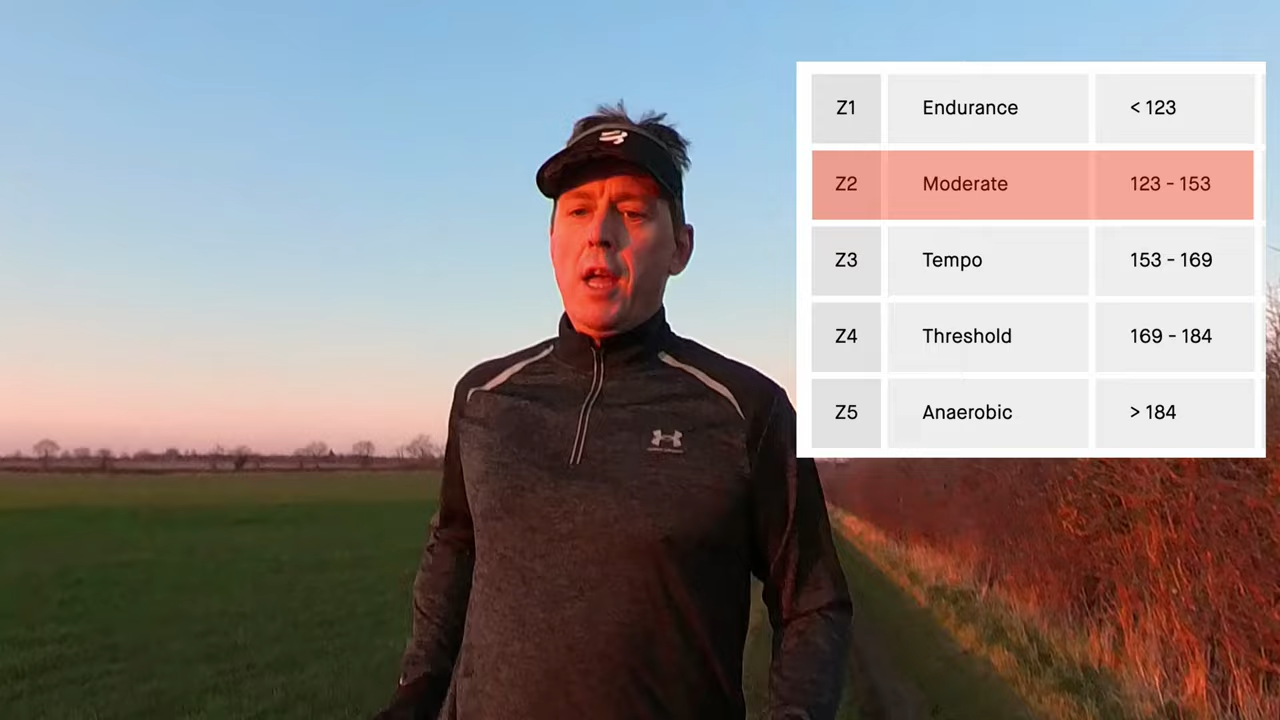 Z1 Endurance < 123
Z2 Moderate 123 - 153
Z3 Tempo 153 - 169
Z4 Threshold 169 - 184
Z5 Anaerobic > 184